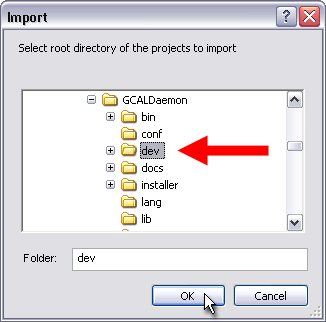 Import
Select root directory of the projects to import
GCALDaemon
bin
conf
dev
docs
installer
lang
lib
Folder: dev
OK Cancel